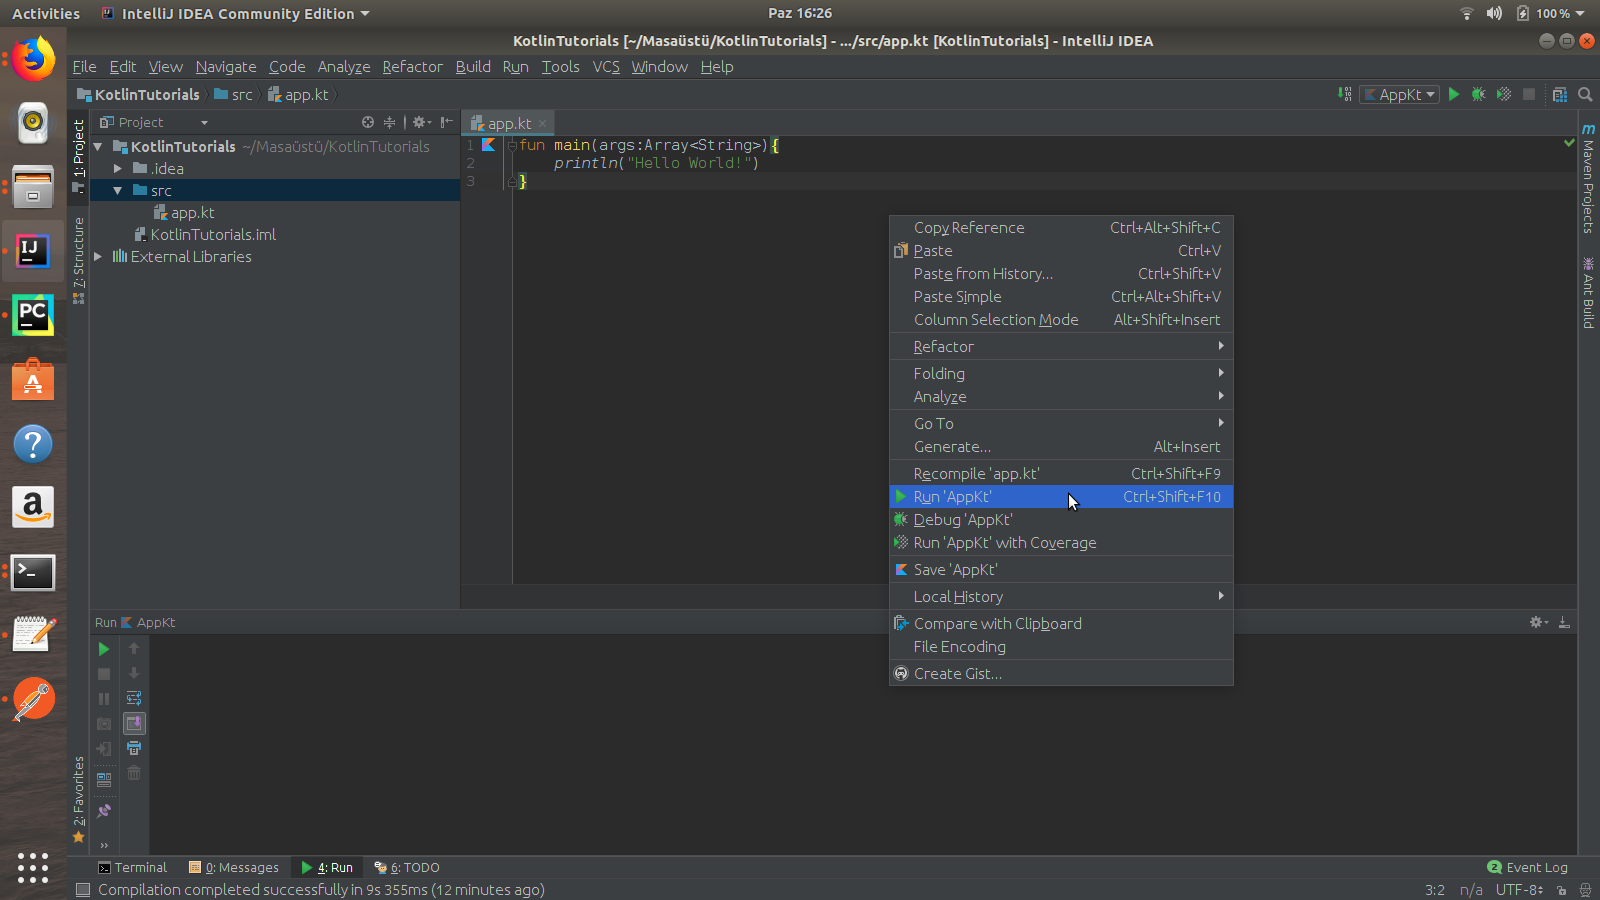 Activities IntelliJ IDEA Community Edition Paz 16:26 100 %
KotlinTutorials [~/Masaüstü/KotlinTutorials] - .../src/app.kt [KotlinTutorials] - IntelliJ IDEA
File Edit View Navigate Code Analyze Refactor Build Run Tools VCS Window Help
KotlinTutorials src app.kt AppKt
1: Project
7: Structure
2: Favorites
Project
KotlinTutorials ~/Masaüstü/KotlinTutorials
.idea
src
app.kt
KotlinTutorials.iml
External Libraries
app.kt
1 fun main(args:Array<String>){
2 println("Hello World!")
3 }
Copy Reference Ctrl+Alt+Shift+C
Paste Ctrl+V
Paste from History... Ctrl+Shift+V
Paste Simple Ctrl+Alt+Shift+V
Column Selection Mode Alt+Shift+Insert
Refactor
Folding
Analyze
Go To
Generate... Alt+Insert
Recompile 'app.kt' Ctrl+Shift+F9
Run 'AppKt' Ctrl+Shift+F10
Debug 'AppKt'
Run 'AppKt' with Coverage
Save 'AppKt'
Local History
Compare with Clipboard
File Encoding
Create Gist...
m Maven Projects
Ant Build
IJ
PC
Run AppKt
Terminal 0: Messages 4: Run 6: TODO 2 Event Log
Compilation completed successfully in 9s 355ms (12 minutes ago) 3:2 n/a UTF-8